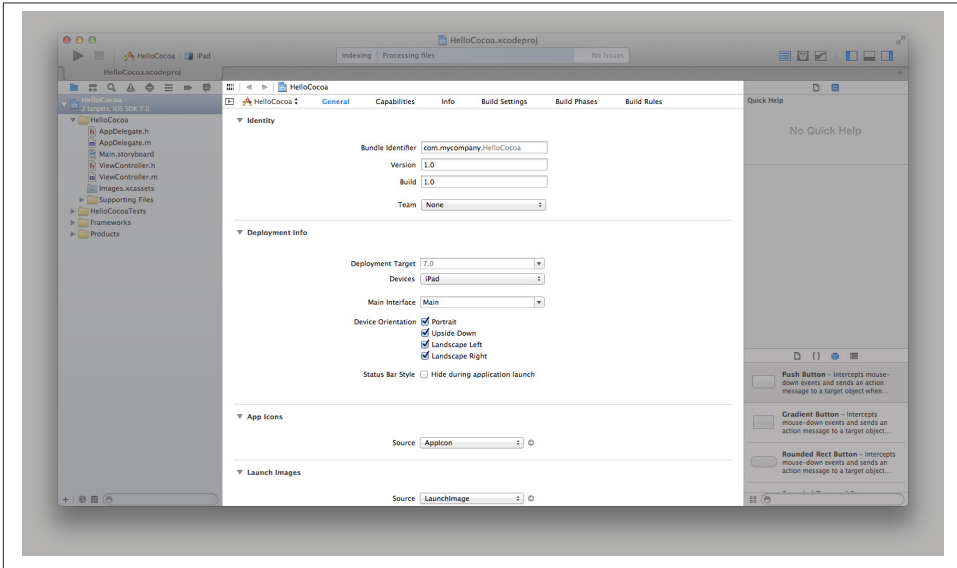 HelloCocoa.xcodeproj
HelloCocoa
iPad
Indexing | Processing files
No Issues
HelloCocoa.xcodeproj
HelloCocoa
2 targets, iOS SDK 7.0
HelloCocoa
AppDelegate.h
AppDelegate.m
Main.storyboard
ViewController.h
ViewController.m
Images.xcassets
Supporting Files
HelloCocoaTests
Frameworks
Products
HelloCocoa
HelloCocoa General Capabilities Info Build Settings Build Phases Build Rules
Identity
Bundle Identifier com.mycompany.HelloCocoa
Version 1.0
Build 1.0
Team None
Deployment Info
Deployment Target 7.0
Devices iPad
Main Interface Main
Device Orientation Portrait
Upside Down
Landscape Left
Landscape Right
Status Bar Style Hide during application launch
App Icons
Source AppIcon
Launch Images
Source LaunchImage
Quick Help
No Quick Help
Push Button - Intercepts mouse-
down events and sends an action
message to a target object when...
Gradient Button - Intercepts
mouse-down events and sends an
action message to a target object...
Rounded Rect Button - Intercepts
mouse-down events and sends an
action message to a target object...